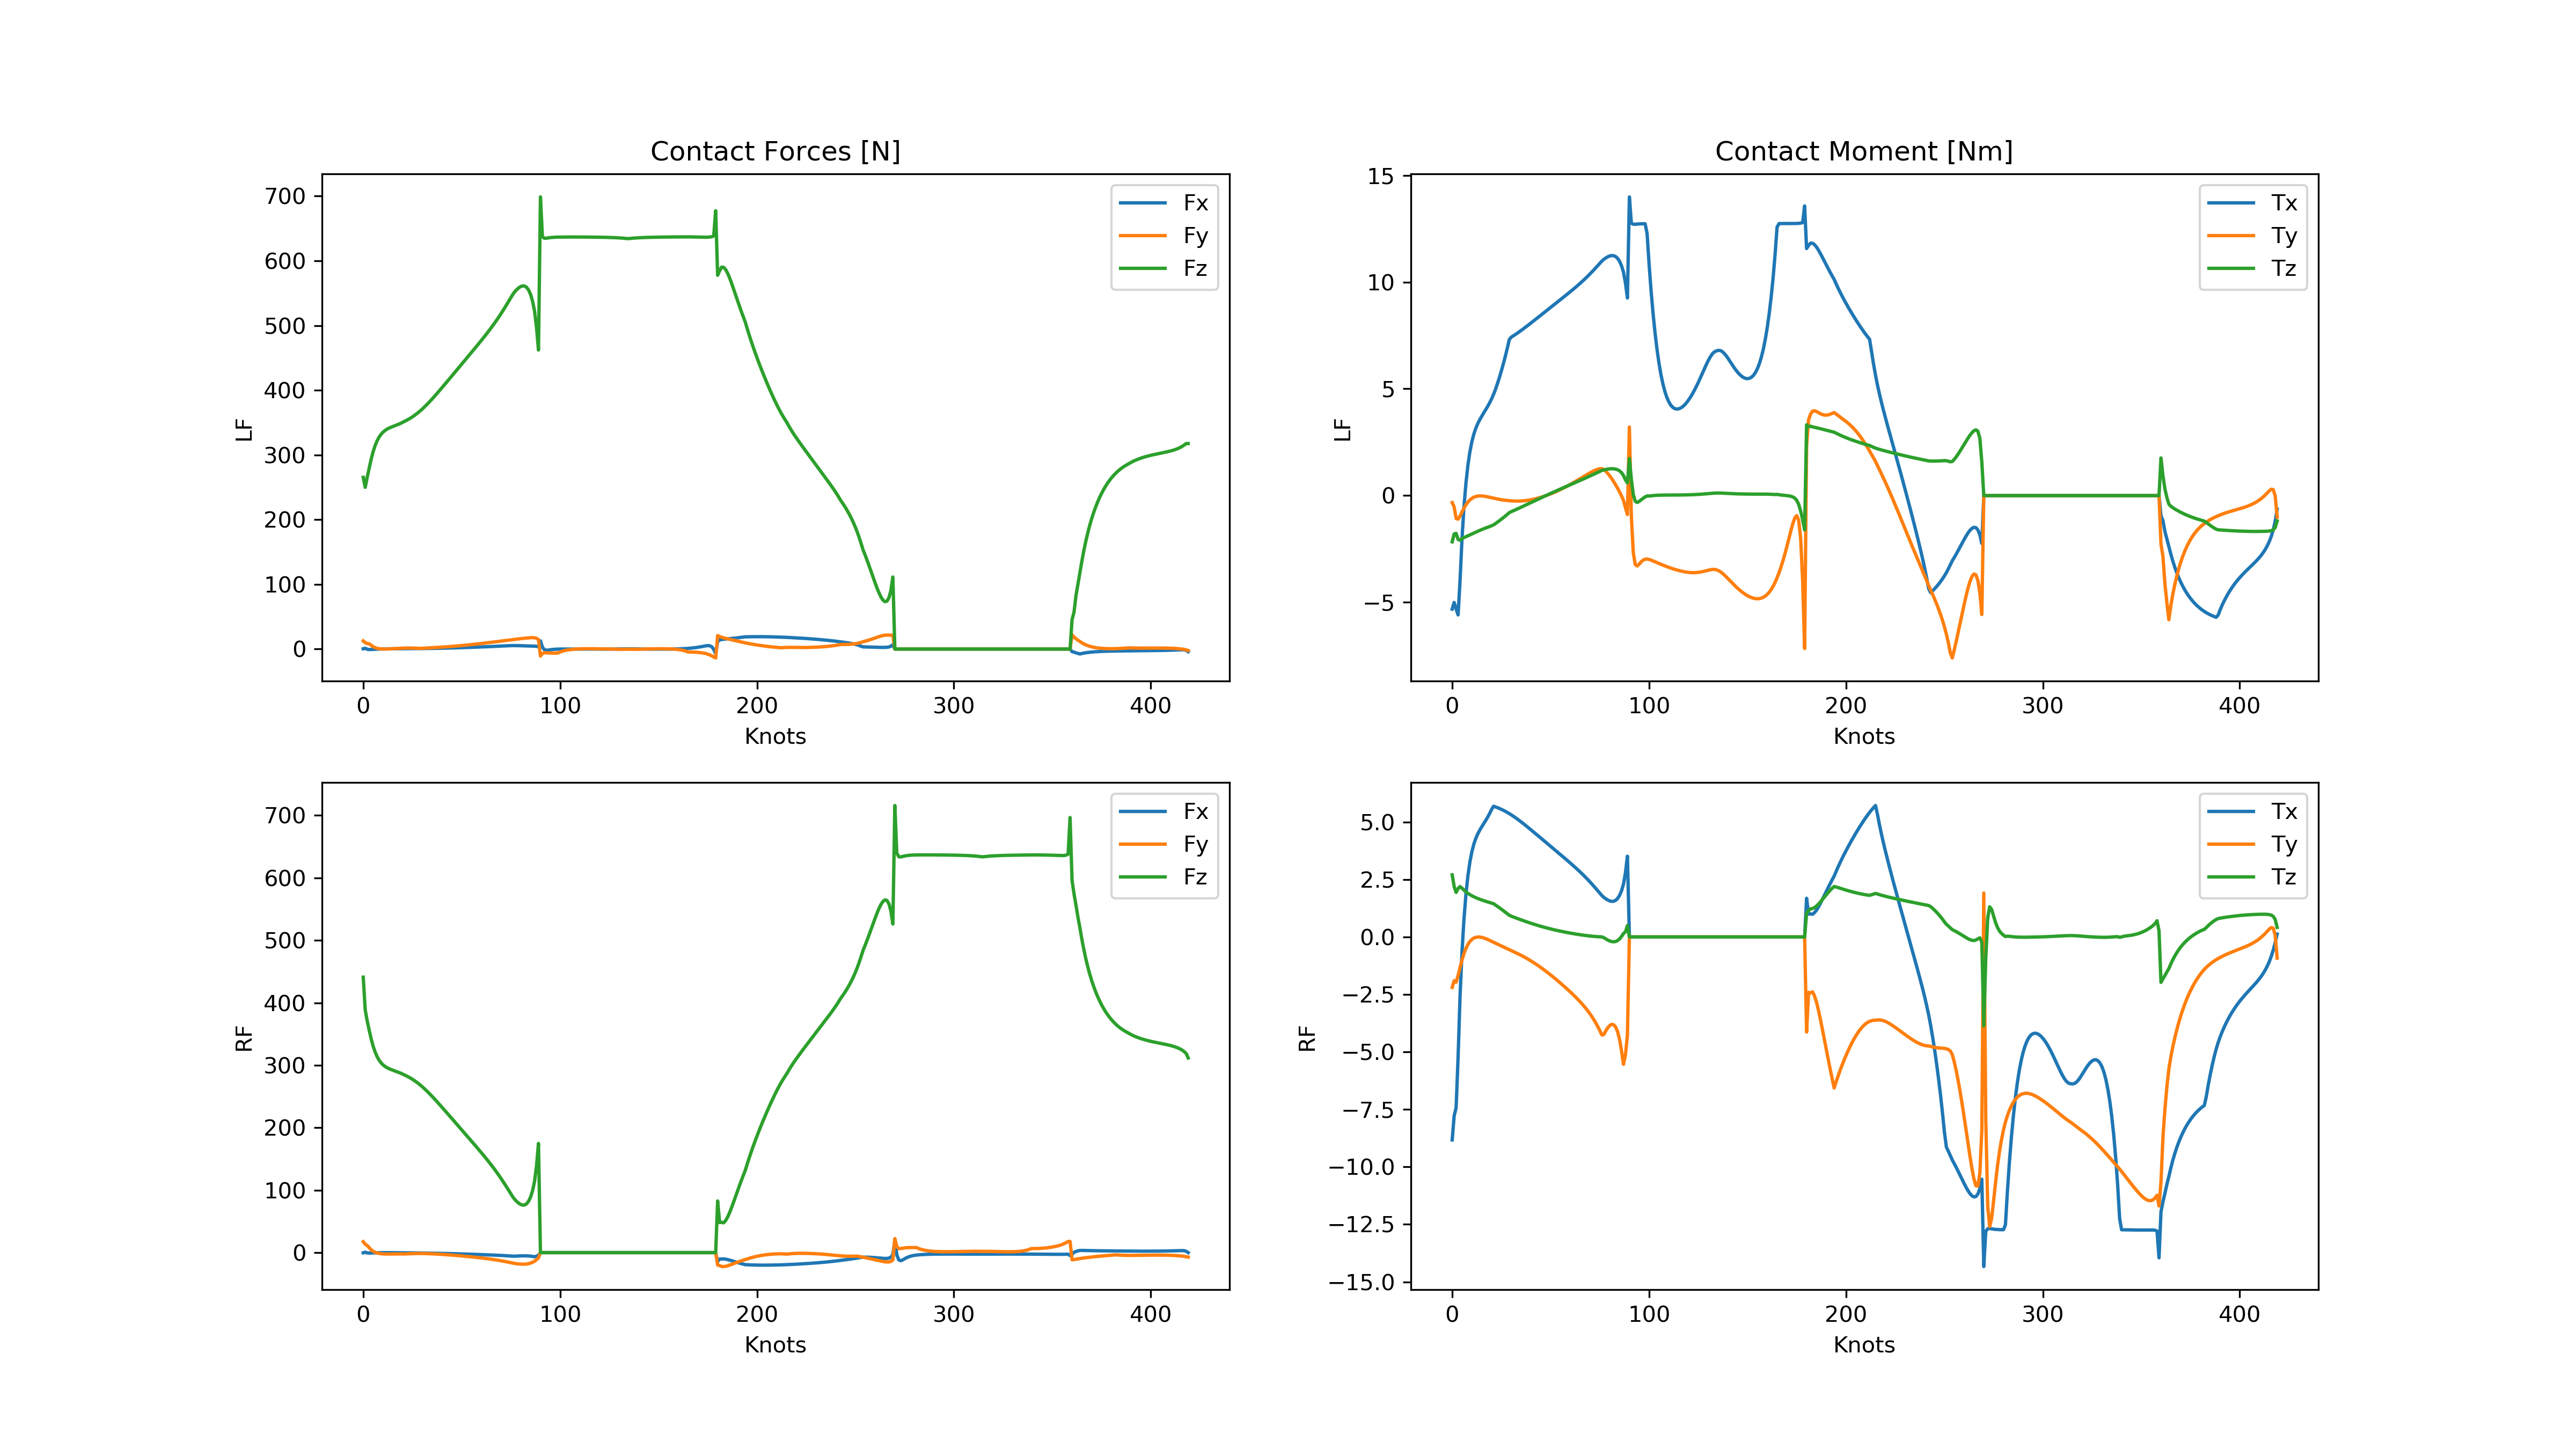 Contact Forces [N]
700
600
500
400
300
200
100
0
LF
Fx
Fy
Fz
0 100 200 300 400
Knots
Contact Moment [Nm]
15
10
5
0
−5
LF
Tx
Ty
Tz
0 100 200 300 400
Knots
700
600
500
400
300
200
100
0
RF
Fx
Fy
Fz
0 100 200 300 400
Knots
5.0
2.5
0.0
−2.5
−5.0
−7.5
−10.0
−12.5
−15.0
RF
Tx
Ty
Tz
0 100 200 300 400
Knots